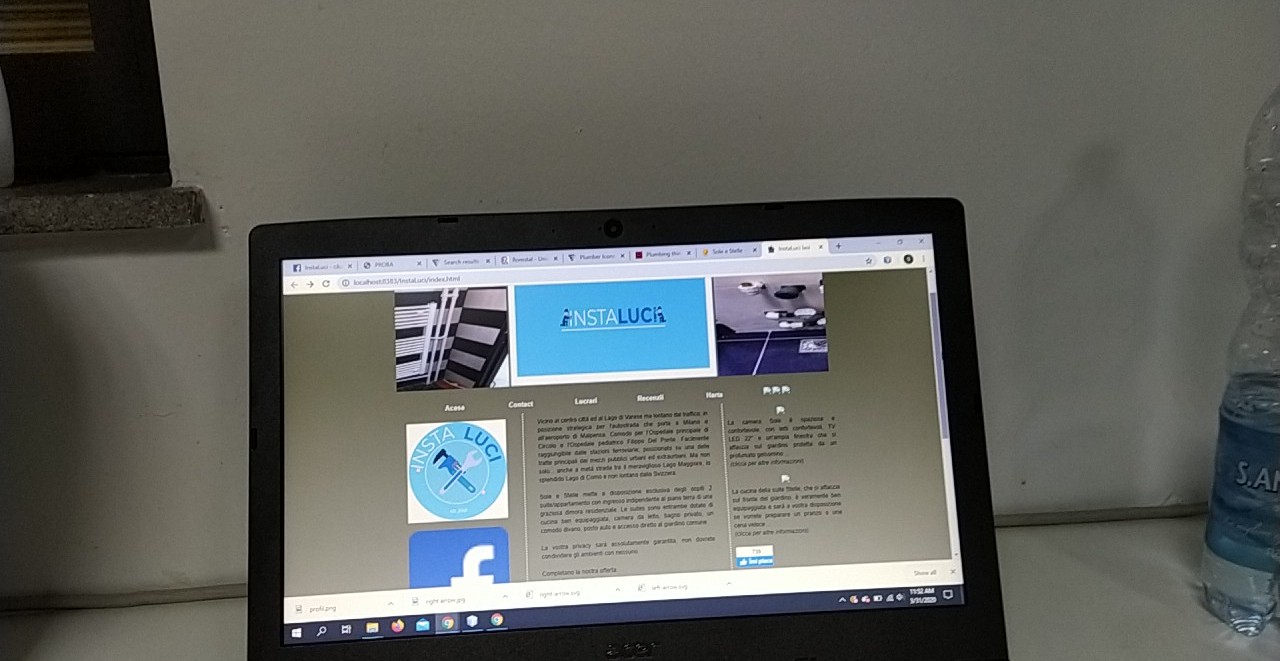 InstaLuci
PROBA
Search results
Romstal
Plumber Icons
Plumbing
Sole e Stelle
InstaLuci
localhost:8383/InstaLuci/index.html
INSTALUCI
Acasa
Contact
Lucrari
Recenzii
Harta
INSTA LUCI
Vicino al centro città ed al Lago di Varese ma lontano dal traffico, in
posizione strategica per l'autostrada che porta a Milano e
all'aeroporto di Malpensa. Comodo per l'Ospedale principale di
Circolo e l'Ospedale pediatrico Filippo Del Ponte. Facilmente
raggiungibile dalle stazioni ferroviarie, posizionato su una delle
tratte principali dei mezzi pubblici urbani ed extraurbani. Ma non
solo... anche a metà strada tra il meraviglioso Lago Maggiore, lo
splendido Lago di Como e non lontano dalla Svizzera.
Sole e Stelle mette a disposizione esclusiva degli ospiti 2
suite/appartamento con ingresso indipendente al piano terra di una
graziosa dimora residenziale. Le suites sono entrambe dotate di
cucina ben equipaggiata, camera da letto, bagno privato, un
comodo divano, posto auto e accesso diretto al giardino comune.
La vostra privacy sarà assolutamente garantita, non dovrete
condividere gli ambienti con nessuno.
Completano la nostra offerta
La camera Sole è spaziosa e
confortevole, con letti confortevoli, TV
LED 22" e un'ampia finestra che si
affaccia sul giardino protetta da un
profumato gelsomino...
(clicca per altre informazioni)
La cucina della suite Stelle, che si affaccia
sul giardino, è veramente ben
equipaggiata e sarà a vostra disposizione
se vorrete preparare un pranzo o una
cena veloce
(clicca per altre informazioni)
Îmi place
f
profil.png
right arrow.jpg
right arrow.svg
left arrow.svg
Show all
11:52 AM
3/31/2020
acer
S.AN